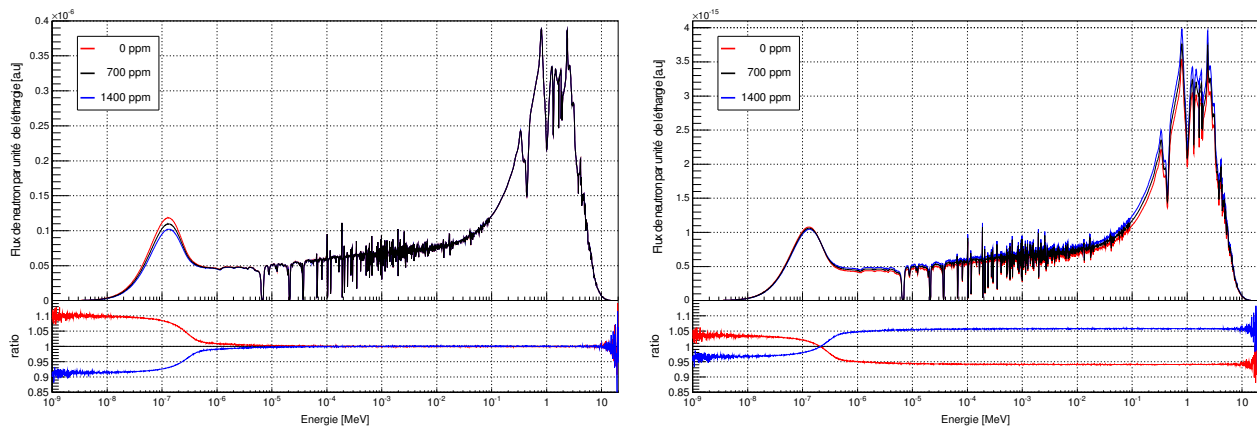 ×10⁻⁶
0.4
0.35
0.3
0.25
0.2
0.15
0.1
0.05
0
Flux de neutron par unité de léthargie [a.u]
0 ppm
700 ppm
1400 ppm
1.1
1.05
1
0.95
0.9
0.85
ratio
10⁻⁹ 10⁻⁸ 10⁻⁷ 10⁻⁶ 10⁻⁵ 10⁻⁴ 10⁻³ 10⁻² 10⁻¹ 1 10
Energie [MeV]
×10⁻¹⁵
4
3.5
3
2.5
2
1.5
1
0.5
0
Flux de neutron par unité de léthargie [a.u]
0 ppm
700 ppm
1400 ppm
1.1
1.05
1
0.95
0.9
0.85
ratio
10⁻⁹ 10⁻⁸ 10⁻⁷ 10⁻⁶ 10⁻⁵ 10⁻⁴ 10⁻³ 10⁻² 10⁻¹ 1 10
Energie [MeV]